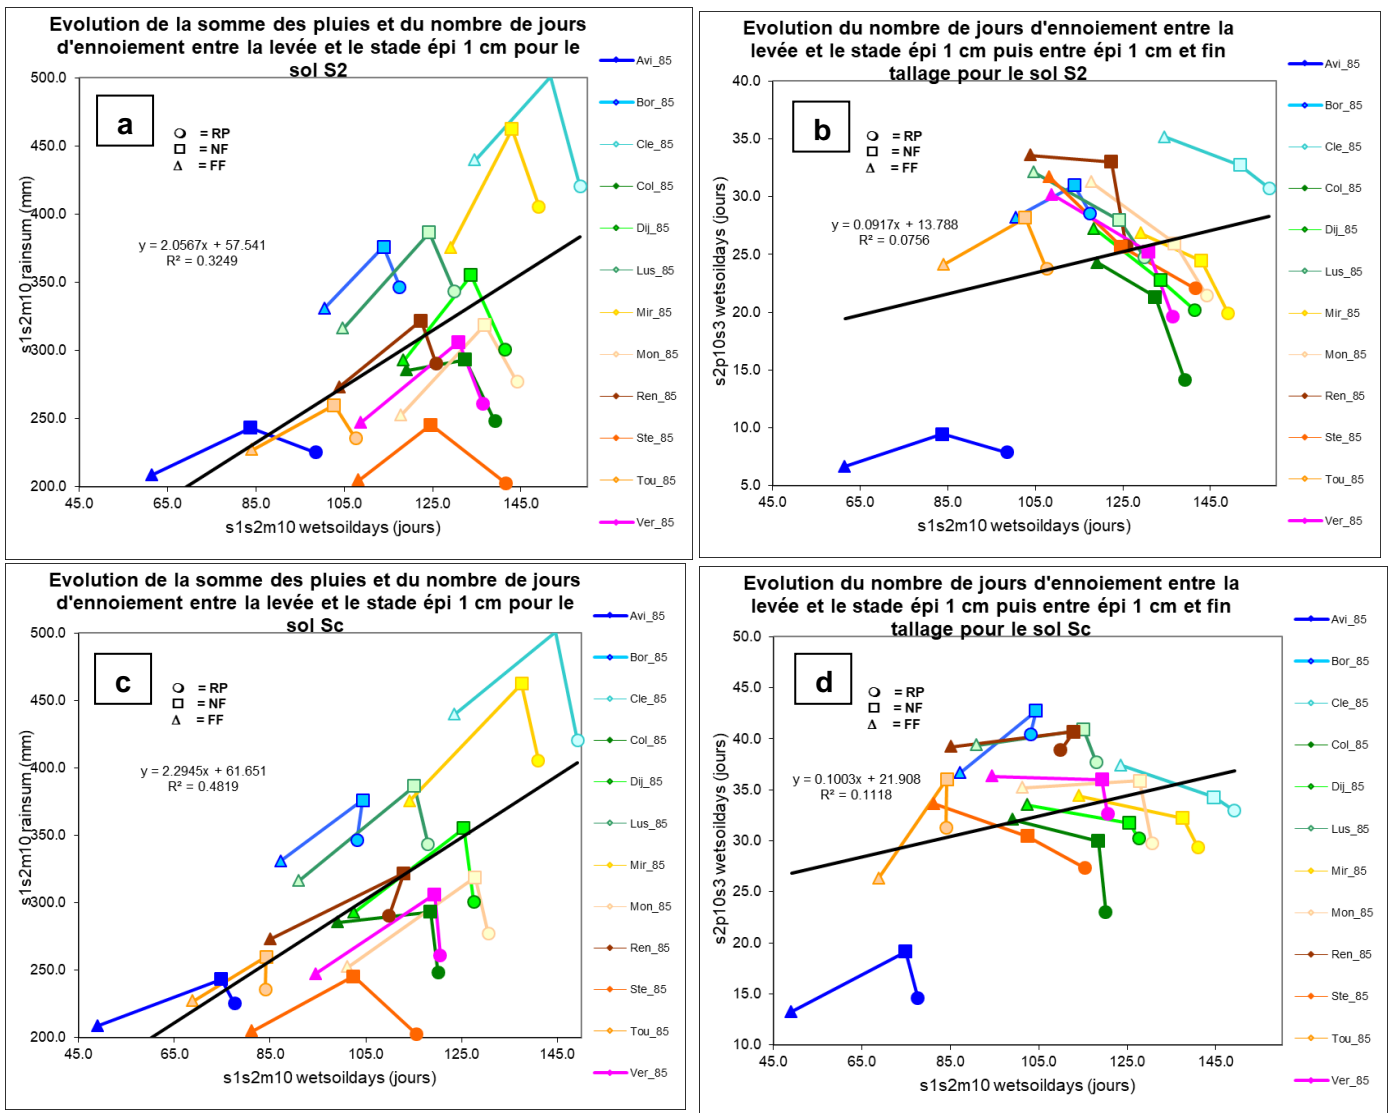 Evolution de la somme des pluies et du nombre de jours
d'ennoiement entre la levée et le stade épi 1 cm pour le
sol S2
500.0
450.0
400.0
350.0
300.0
250.0
200.0
s1s2m10 rainsum (mm)
a
= RP
= NF
= FF
y = 2.0567x + 57.541
R² = 0.3249
45.0 65.0 85.0 105.0 125.0 145.0
s1s2m10 wetsoildays (jours)
Avi_85
Bor_85
Cle_85
Col_85
Dij_85
Lus_85
Mir_85
Mon_85
Ren_85
Ste_85
Tou_85
Ver_85
Evolution du nombre de jours d'ennoiement entre la
levée et le stade épi 1 cm puis entre épi 1 cm et fin
tallage pour le sol S2
40.0
35.0
30.0
25.0
20.0
15.0
10.0
5.0
s2p10s3 wetsoildays (jours)
b
= RP
= NF
= FF
y = 0.0917x + 13.788
R² = 0.0756
45.0 65.0 85.0 105.0 125.0 145.0
s1s2m10 wetsoildays (jours)
Avi_85
Bor_85
Cle_85
Col_85
Dij_85
Lus_85
Mir_85
Mon_85
Ren_85
Ste_85
Tou_85
Ver_85
Evolution de la somme des pluies et du nombre de jours
d'ennoiement entre la levée et le stade épi 1 cm pour le
sol Sc
500.0
450.0
400.0
350.0
300.0
250.0
200.0
s1s2m10 rainsum (mm)
c
= RP
= NF
= FF
y = 2.2945x + 61.651
R² = 0.4819
45.0 65.0 85.0 105.0 125.0 145.0
s1s2m10 wetsoildays (jours)
Avi_85
Bor_85
Cle_85
Col_85
Dij_85
Lus_85
Mir_85
Mon_85
Ren_85
Ste_85
Tou_85
Ver_85
Evolution du nombre de jours d'ennoiement entre la
levée et le stade épi 1 cm puis entre épi 1 cm et fin
tallage pour le sol Sc
50.0
45.0
40.0
35.0
30.0
25.0
20.0
15.0
10.0
s2p10s3 wetsoildays (jours)
d
= RP
= NF
= FF
y = 0.1003x + 21.908
R² = 0.1118
45.0 65.0 85.0 105.0 125.0 145.0
s1s2m10 wetsoildays (jours)
Avi_85
Bor_85
Cle_85
Col_85
Dij_85
Lus_85
Mir_85
Mon_85
Ren_85
Ste_85
Tou_85
Ver_85